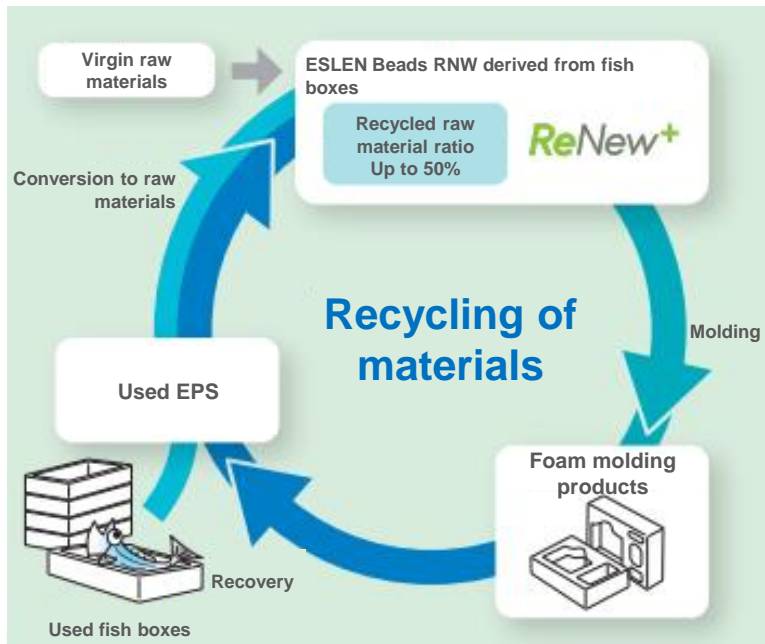 Virgin raw
materials
ESLEN Beads RNW derived from fish
boxes
Recycled raw
material ratio
Up to 50%
ReNew+
Conversion to raw
materials
Recycling of
materials
Molding
Used EPS
Foam molding
products
Recovery
Used fish boxes